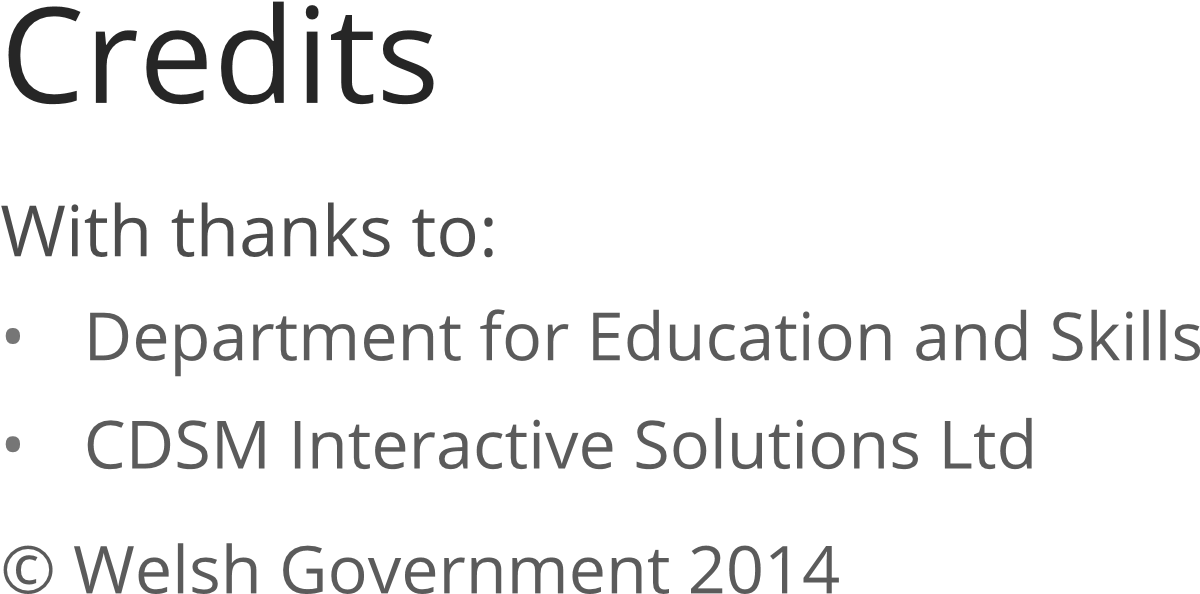 Credits
With thanks to:
• Department for Education and Skills
• CDSM Interactive Solutions Ltd
© Welsh Government 2014